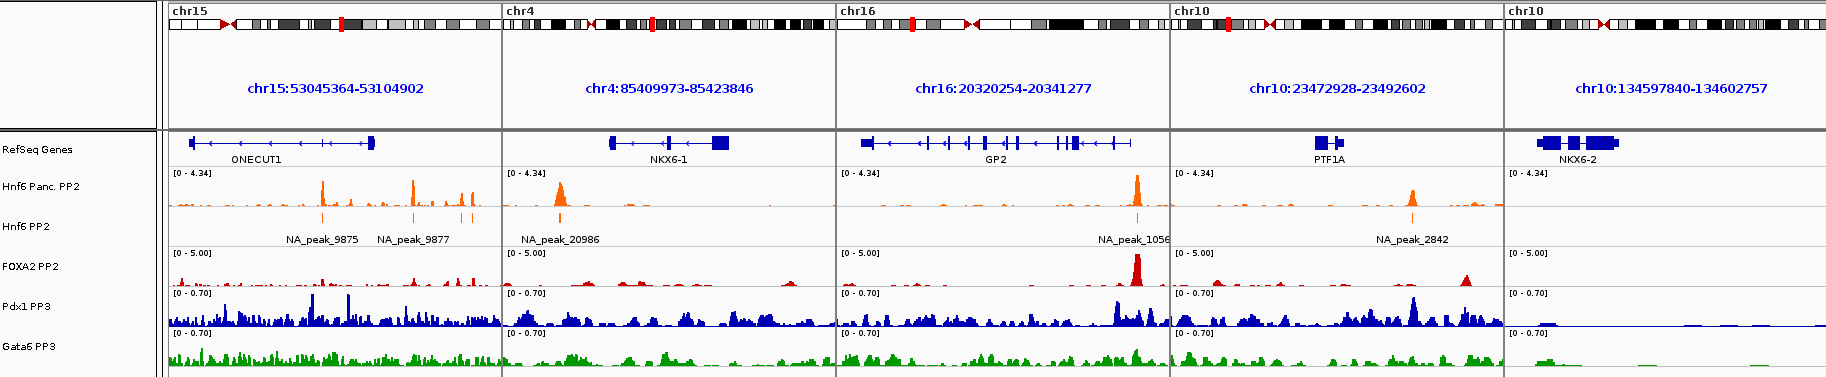 chr15 chr4 chr16 chr10 chr10
chr15:53045364-53104902 chr4:85409973-85423846 chr16:20320254-20341277 chr10:23472928-23492602 chr10:134597840-134602757
RefSeq Genes
ONECUT1 NKX6-1 GP2 PTF1A NKX6-2
[0 - 4.34] [0 - 4.34] [0 - 4.34] [0 - 4.34] [0 - 4.34]
Hnf6 Panc. PP2
Hnf6 PP2
NA_peak_9875 NA_peak_9877 NA_peak_20986 NA_peak_1056 NA_peak_2842
[0 - 5.00] [0 - 5.00] [0 - 5.00] [0 - 5.00] [0 - 5.00]
FOXA2 PP2
[0 - 0.70] [0 - 0.70] [0 - 0.70] [0 - 0.70] [0 - 0.70]
Pdx1 PP3
[0 - 0.70] [0 - 0.70] [0 - 0.70] [0 - 0.70] [0 - 0.70]
Gata6 PP3